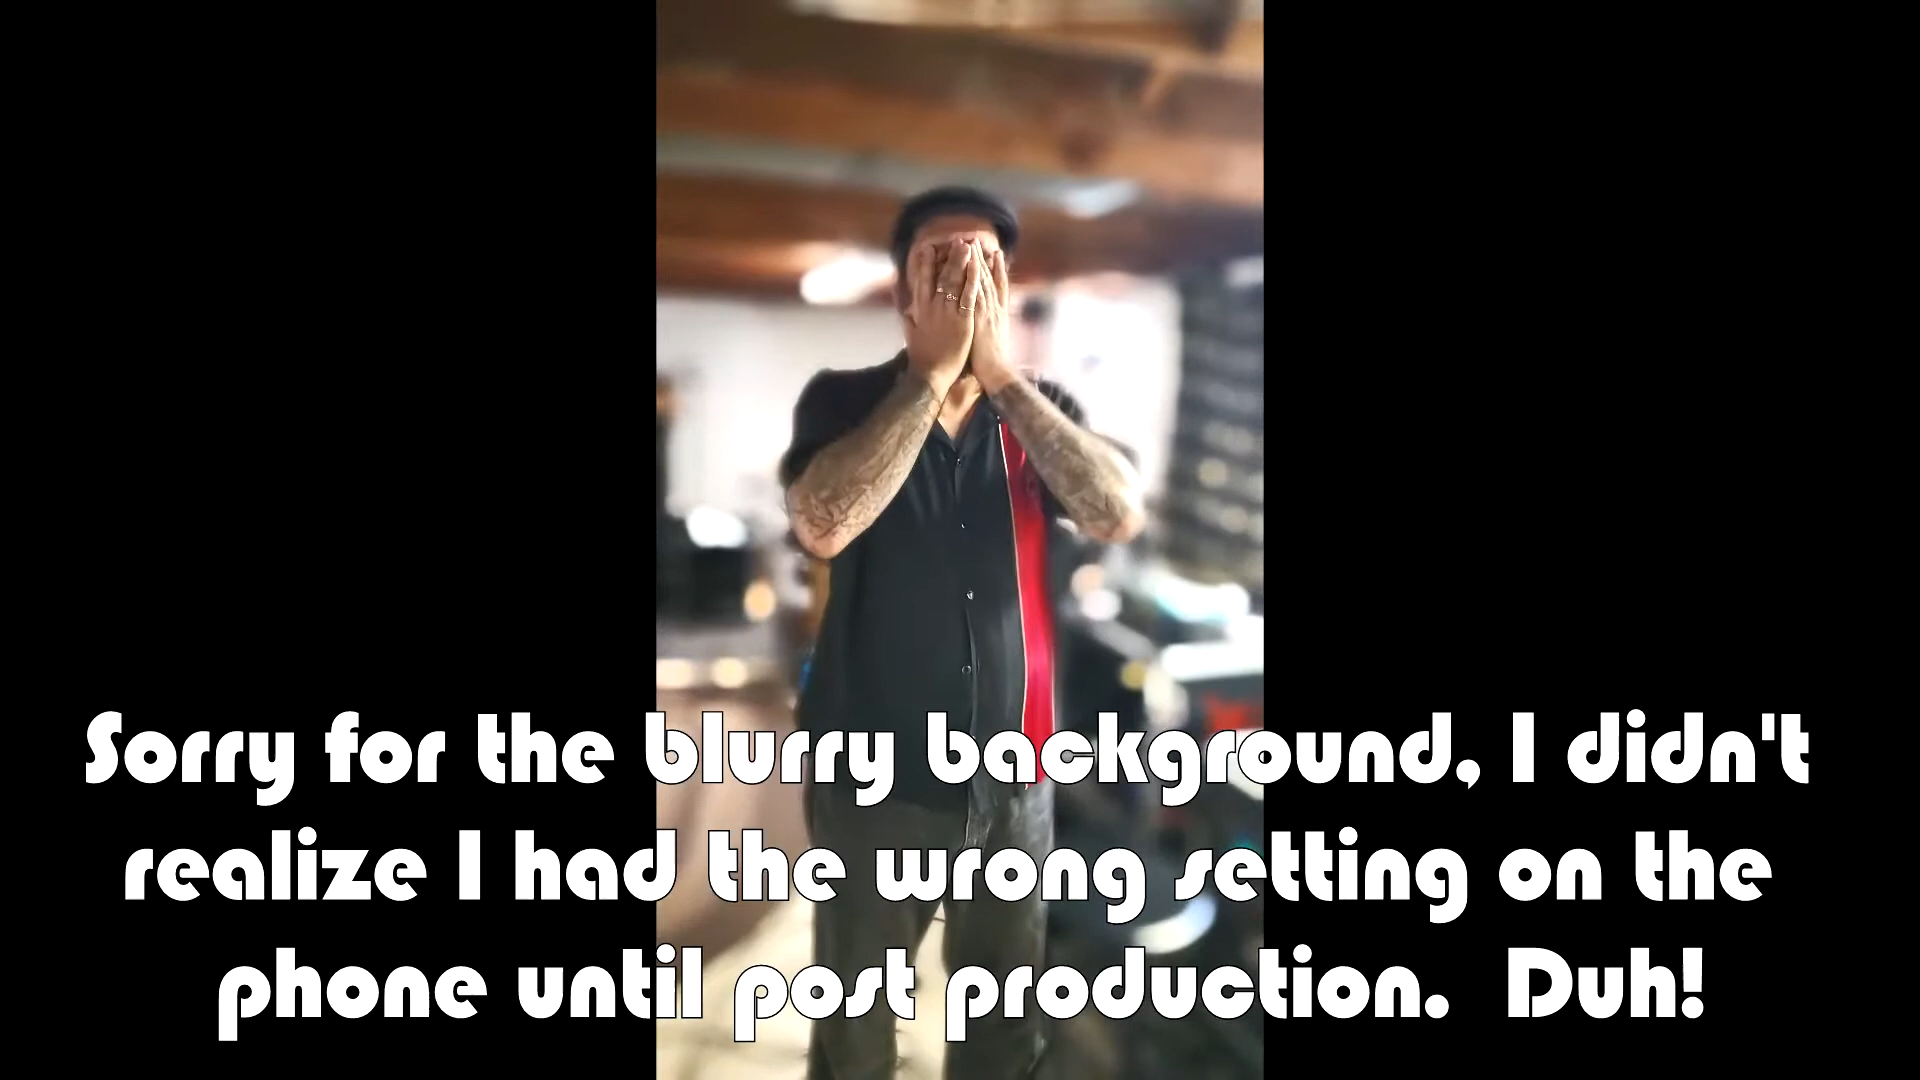 Sorry for the blurry background, I didn't
realize I had the wrong setting on the
phone until post production.  Duh!